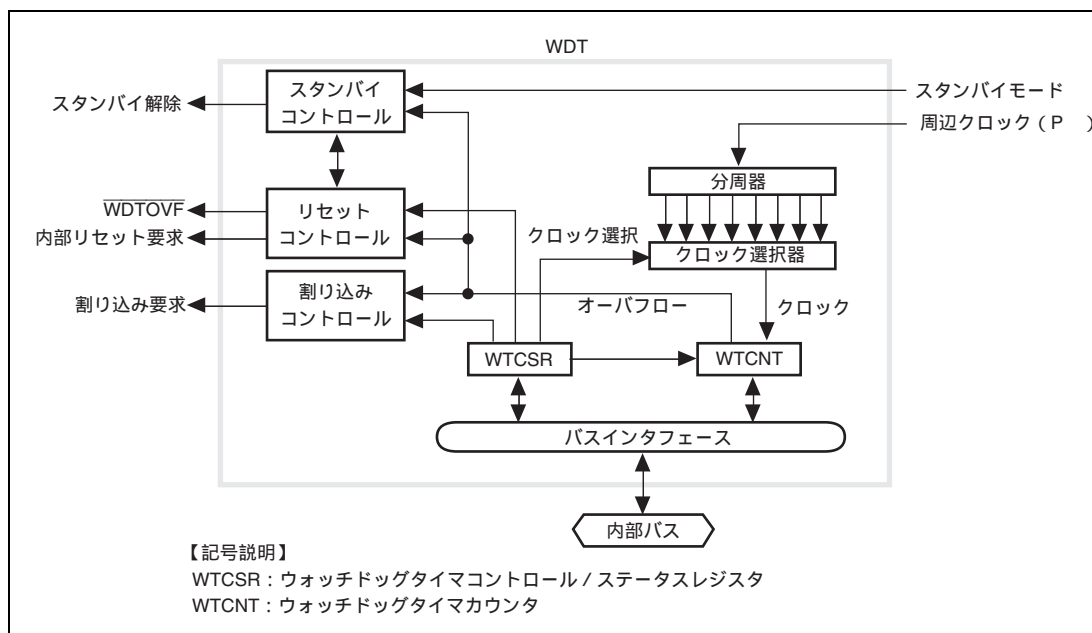 WDT
スタンバイ
コントロール
スタンバイ解除
スタンバイモード
周辺クロック ( P )
分周器
WDTOVF
内部リセット要求
リセット
コントロール
クロック選択
クロック選択器
割り込み要求
割り込み
コントロール
オーバフロー
クロック
WTCSR
WTCNT
バスインタフェース
内部バス
【記号説明】
WTCSR : ウォッチドッグタイマコントロール / ステータスレジスタ
WTCNT : ウォッチドッグタイマカウンタ